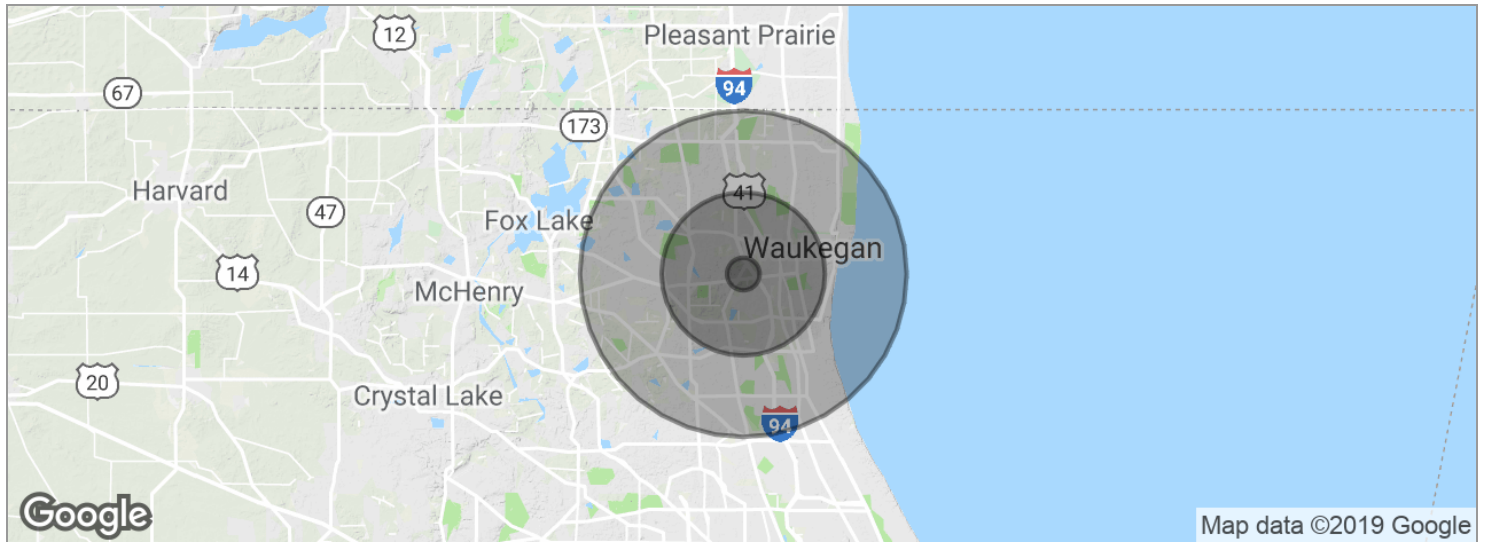 12
Pleasant Prairie
67
94
173
41
Harvard
47
Fox Lake
Waukegan
14
McHenry
20
Crystal Lake
94
Google
Map data ©2019 Google